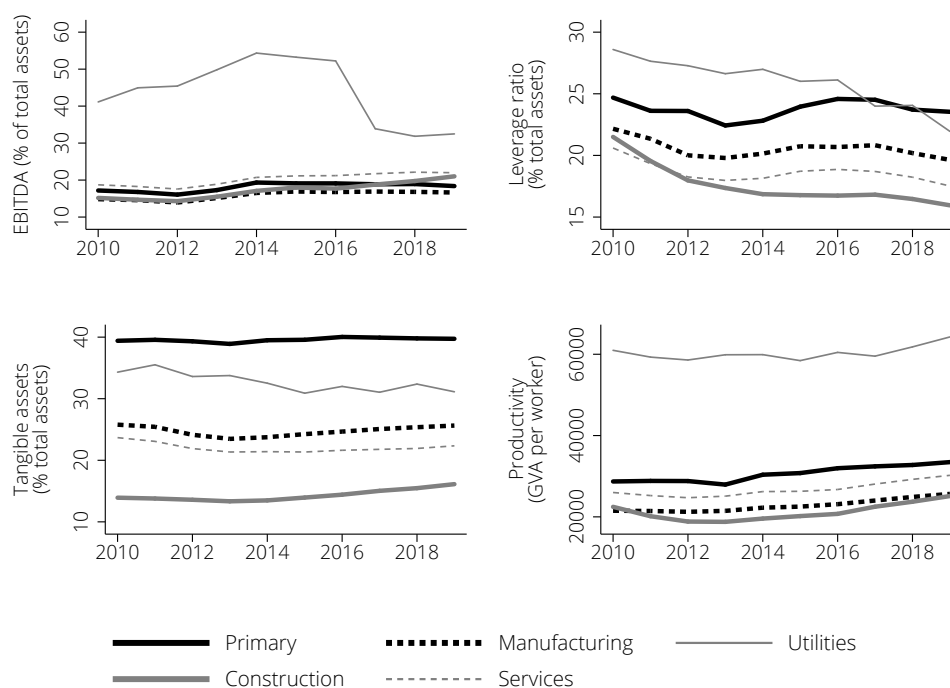 EBITDA (% of total assets)
10 20 30 40 50 60
2010 2012 2014 2016 2018
Leverage ratio
(% total assets)
15 20 25 30
2010 2012 2014 2016 2018
Tangible assets
(% total assets)
10 20 30 40
2010 2012 2014 2016 2018
Productivity
(GVA per worker)
20000 40000 60000
2010 2012 2014 2016 2018
Primary Manufacturing Utilities
Construction Services